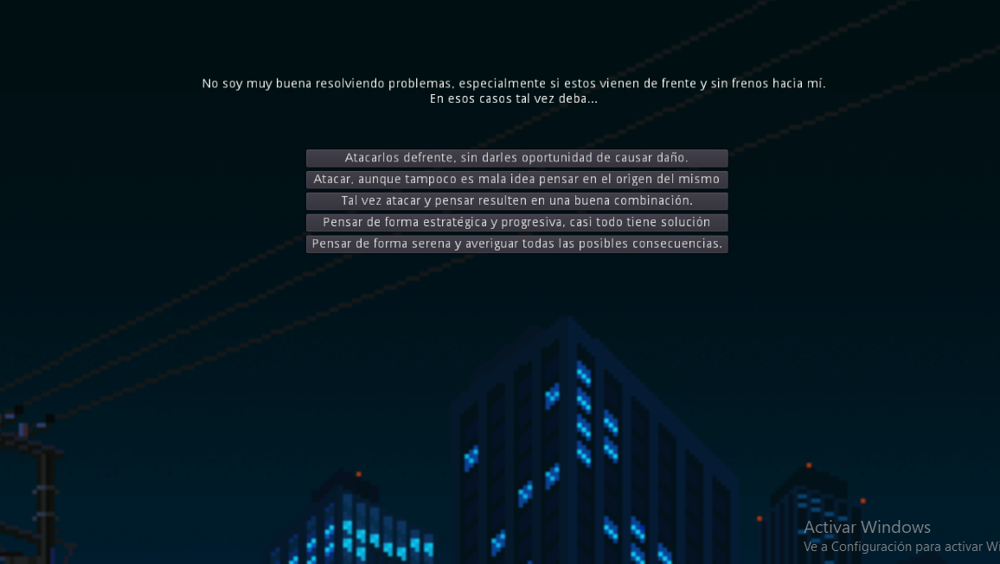 No soy muy buena resolviendo problemas, especialmente si estos vienen de frente y sin frenos hacia mí.
En esos casos tal vez deba...
Atacarlos defrente, sin darles oportunidad de causar daño.
Atacar, aunque tampoco es mala idea pensar en el origen del mismo
Tal vez atacar y pensar resulten en una buena combinación.
Pensar de forma estratégica y progresiva, casi todo tiene solución
Pensar de forma serena y averiguar todas las posibles consecuencias.
Activar Windows
Ve a Configuración para activar Wi